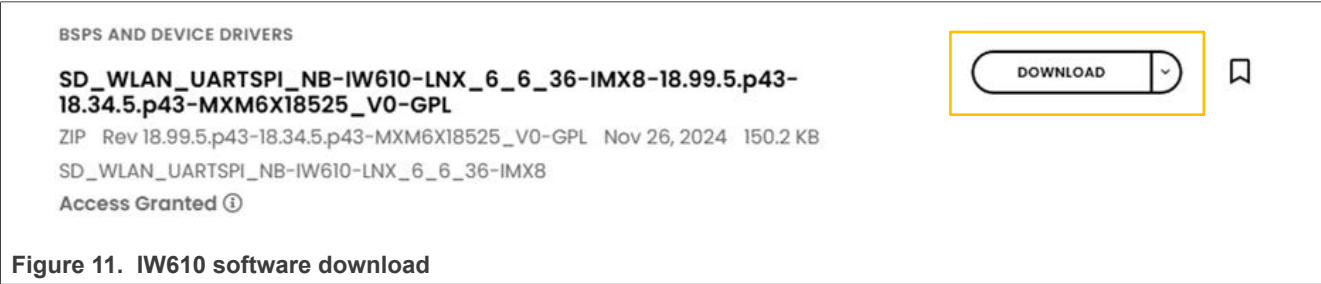 BSPS AND DEVICE DRIVERS
SD_WLAN_UARTSPI_NB-IW610-LNX_6_6_36-IMX8-18.99.5.p43-
18.34.5.p43-MXM6X18525_V0-GPL
DOWNLOAD
ZIP Rev 18.99.5.p43-18.34.5.p43-MXM6X18525_V0-GPL Nov 26, 2024 150.2 KB
SD_WLAN_UARTSPI_NB-IW610-LNX_6_6_36-IMX8
Access Granted
Figure 11. IW610 software download